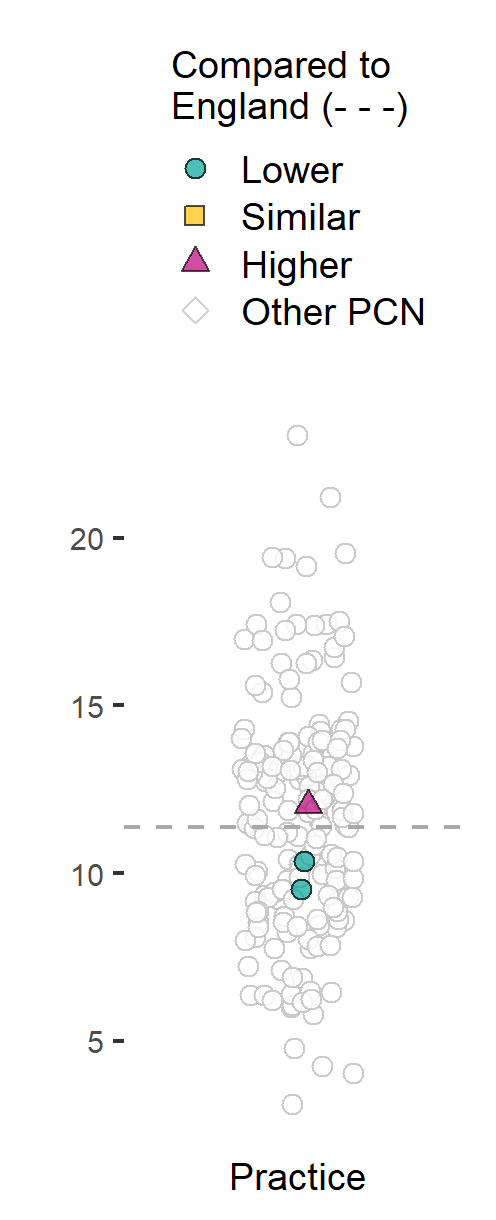 Compared to
England (- - -)
Lower
Similar
Higher
Other PCN
20
15
10
5
Practice